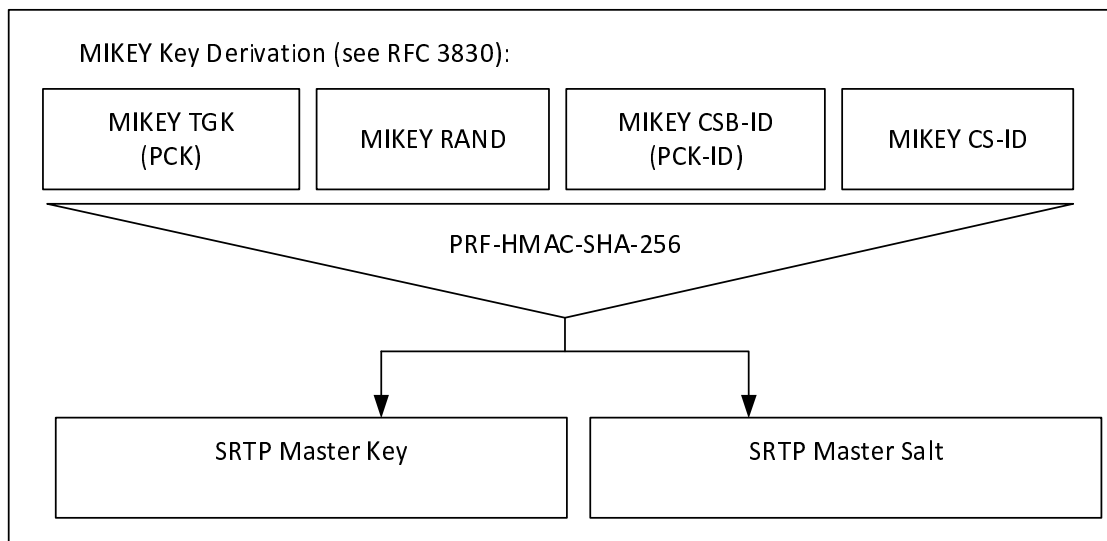 MIKEY Key Derivation (see RFC 3830):
MIKEY TGK
(PCK)
MIKEY RAND
MIKEY CSB-ID
(PCK-ID)
MIKEY CS-ID
PRF-HMAC-SHA-256
SRTP Master Key
SRTP Master Salt